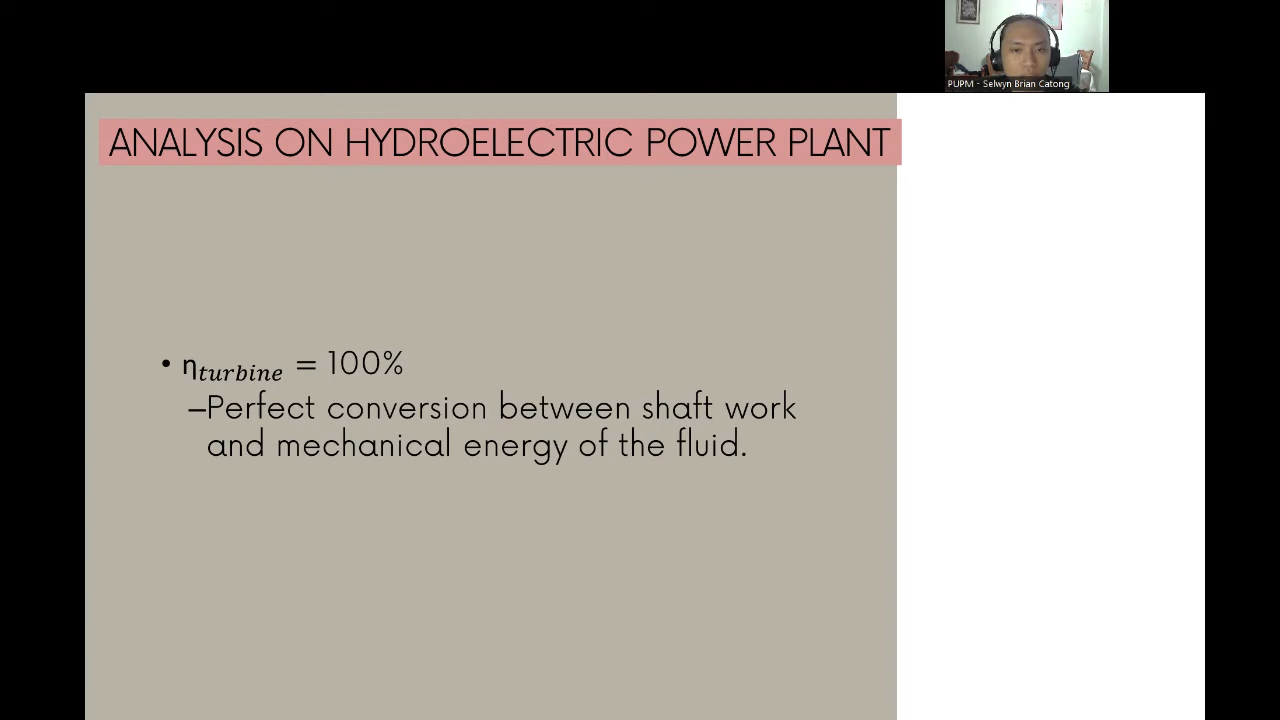 PUPM - Selwyn Brian Catong
ANALYSIS ON HYDROELECTRIC POWER PLANT
• η_turbine = 100%
–Perfect conversion between shaft work
and mechanical energy of the fluid.